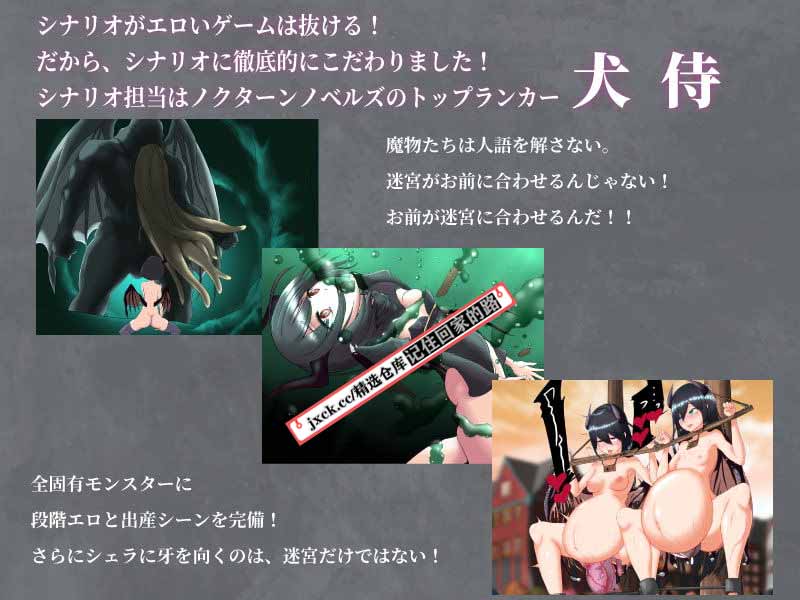 シナリオがエロいゲームは抜ける！
だから、シナリオに徹底的にこだわりました！
シナリオ担当はノクターンノベルズのトップランカー 犬 侍
魔物たちは人語を解さない。
迷宮がお前に合わせるんじゃない！
お前が迷宮に合わせるんだ！！
jxck.cc/精选仓库记住回家的路
全固有モンスターに
段階エロと出産シーンを完備！
さらにシェラに牙を向くのは、迷宮だけではない！